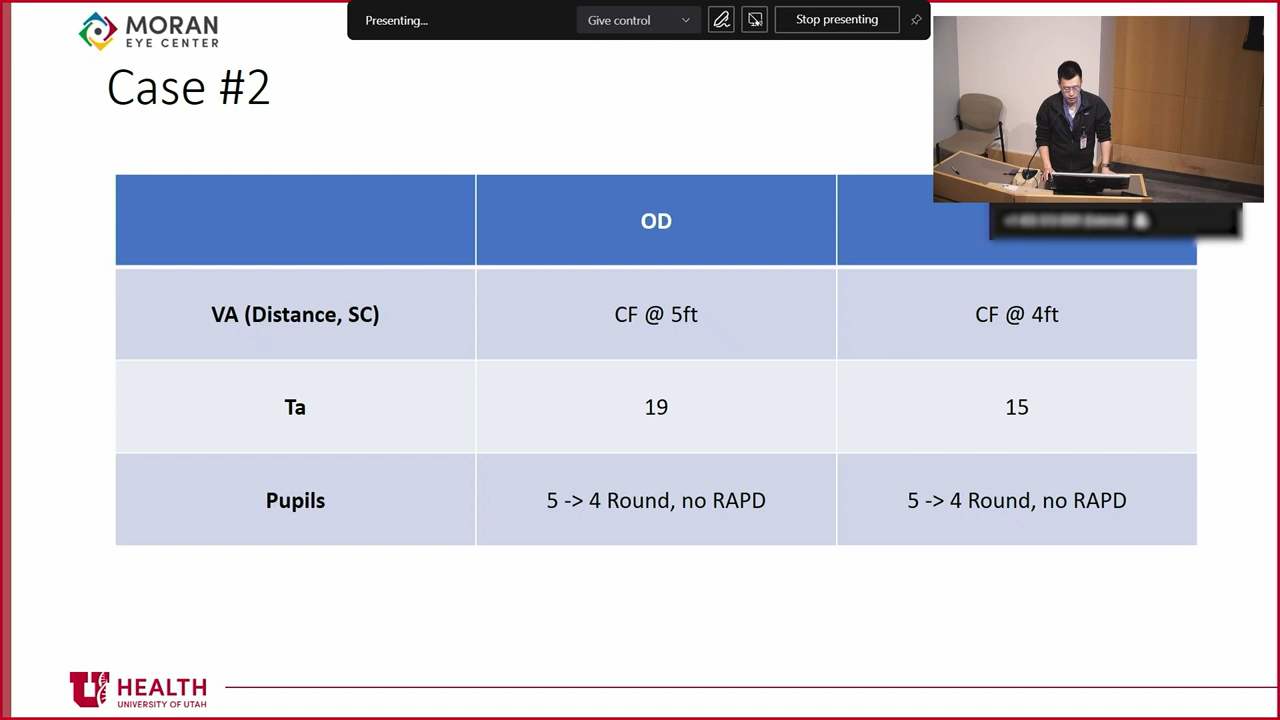 MORAN
EYE CENTER
Presenting...
Give control
Stop presenting
Case #2
OD
VA (Distance, SC)
CF @ 5ft
CF @ 4ft
Ta
19
15
Pupils
5 -> 4 Round, no RAPD
5 -> 4 Round, no RAPD
U
HEALTH
UNIVERSITY OF UTAH